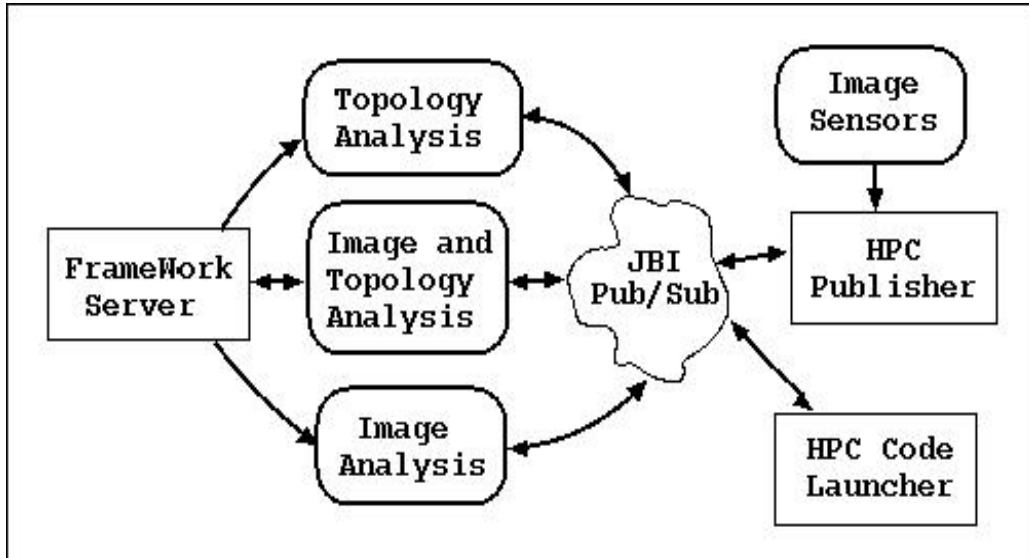 Topology
Analysis
Image
Sensors
FrameWork
Server
Image and
Topology
Analysis
JBI
Pub/Sub
HPC
Publisher
Image
Analysis
HPC Code
Launcher